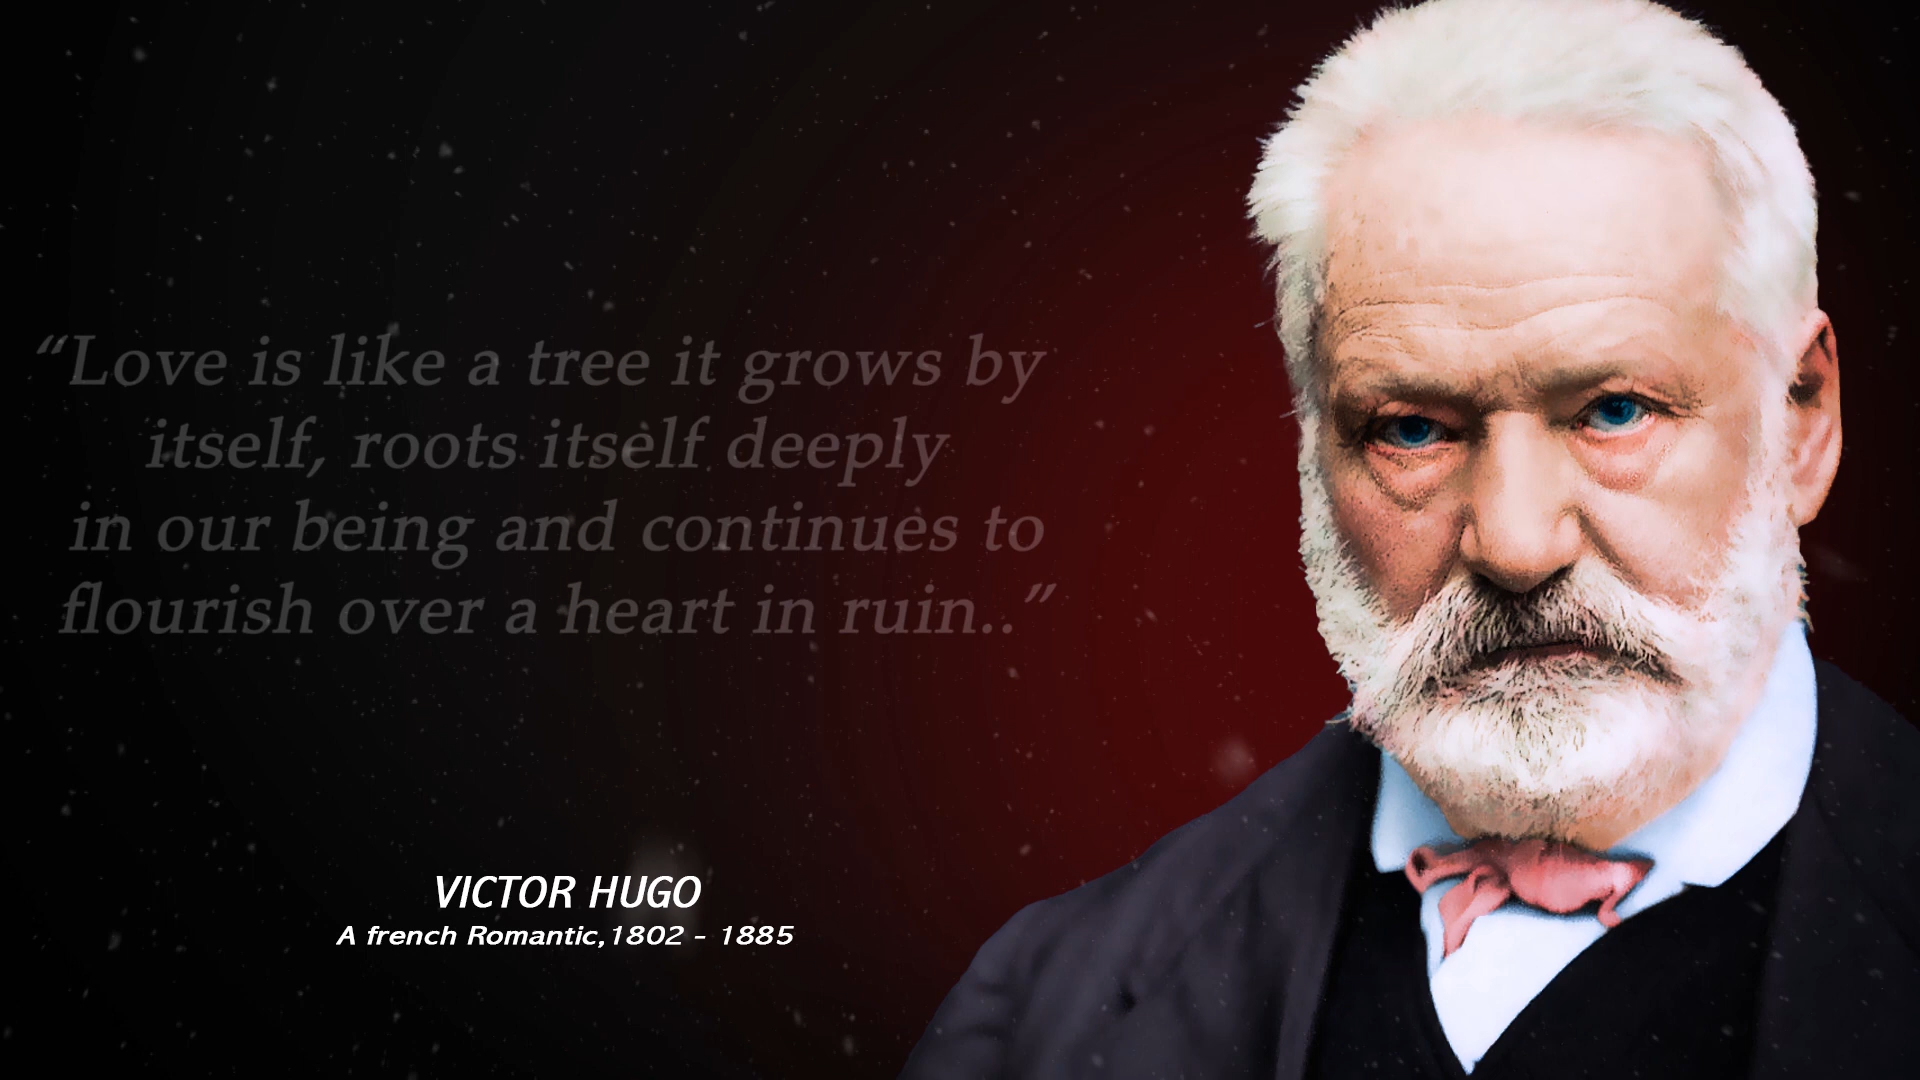 “Love is like a tree it grows by
itself, roots itself deeply
in our being and continues to
flourish over a heart in ruin..”
VICTOR HUGO
A french Romantic,1802 - 1885